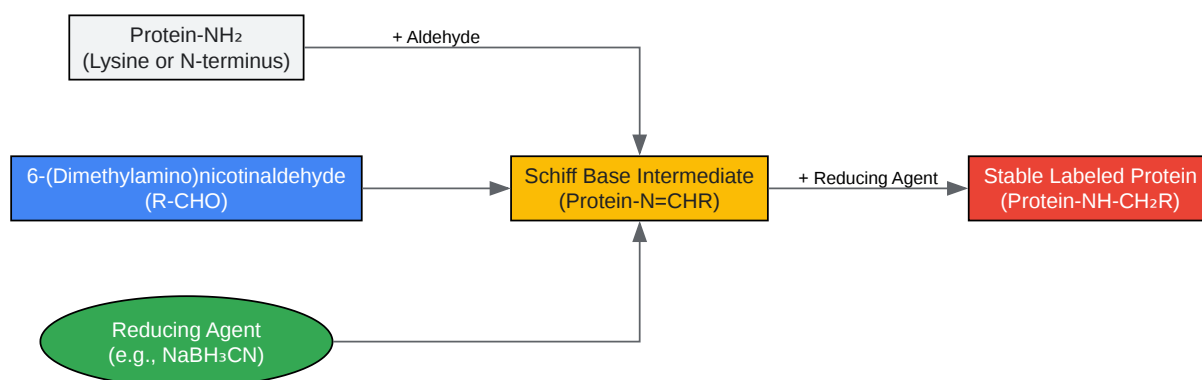 Protein-NH₂
(Lysine or N-terminus)
+ Aldehyde
6-(Dimethylamino)nicotinaldehyde
(R-CHO)
Schiff Base Intermediate
(Protein-N=CHR)
+ Reducing Agent
Stable Labeled Protein
(Protein-NH-CH₂R)
Reducing Agent
(e.g., NaBH₃CN)